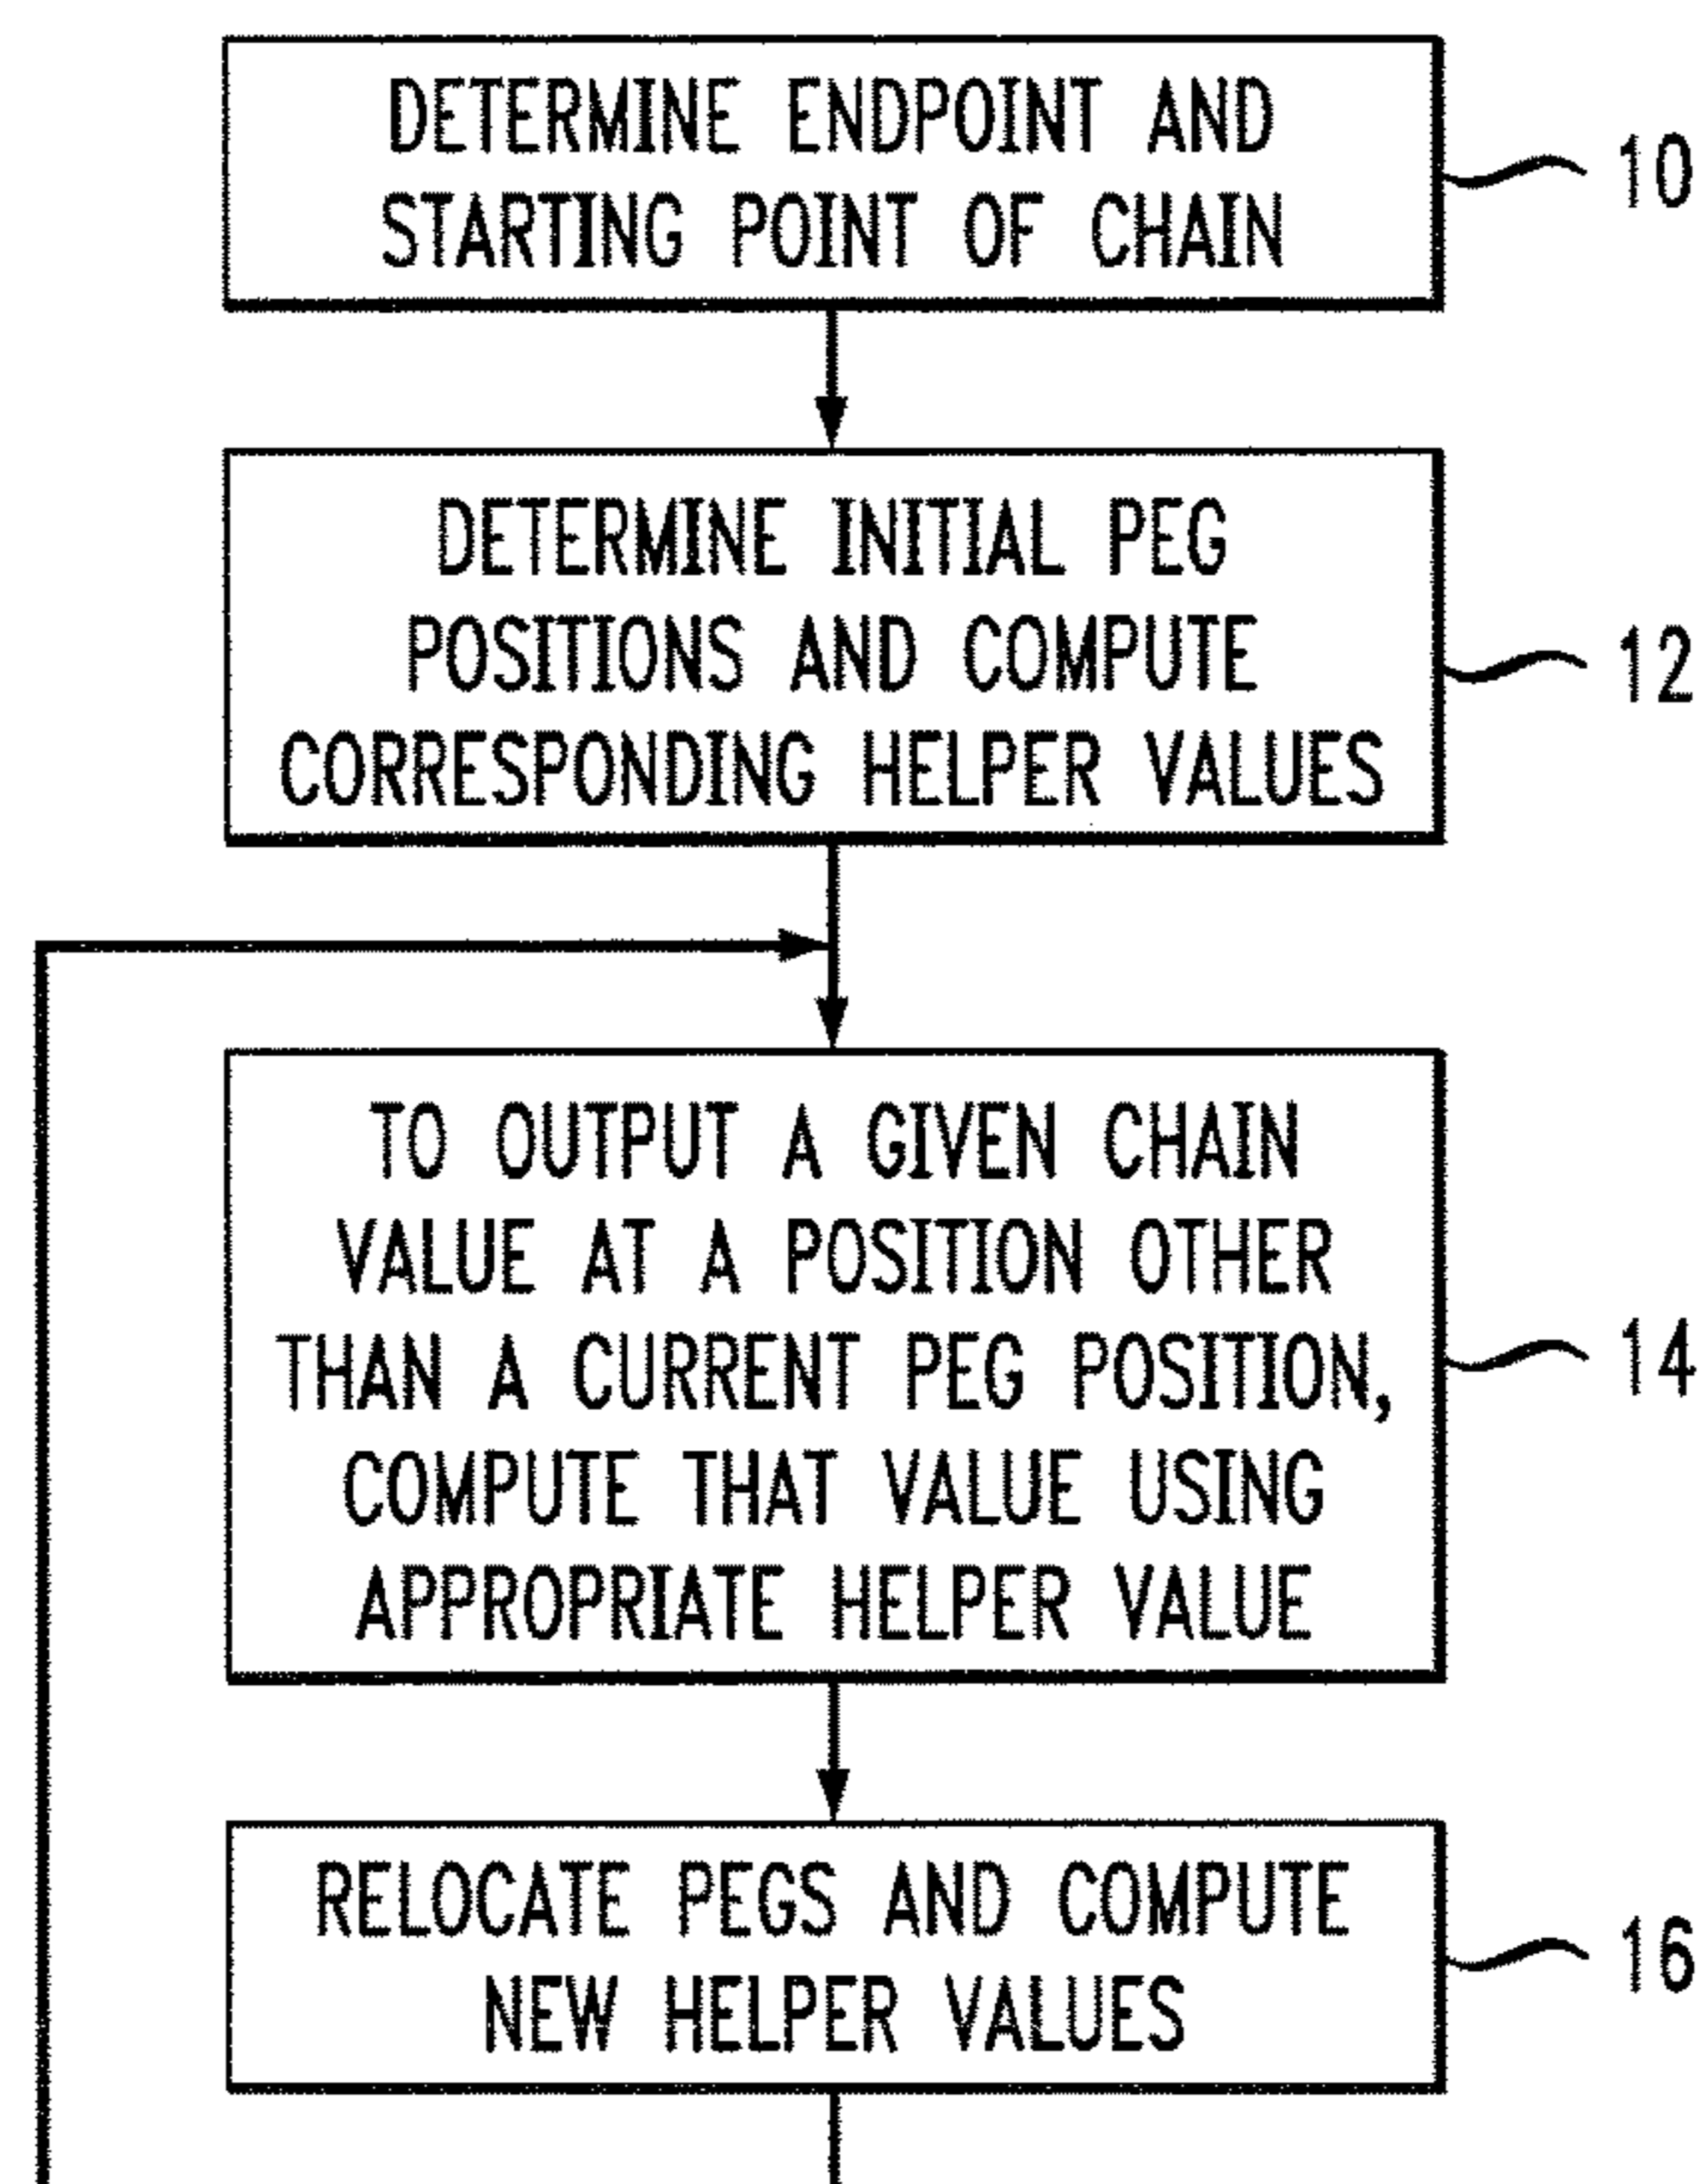 DETERMINE ENDPOINT AND
STARTING POINT OF CHAIN
10
DETERMINE INITIAL PEG
POSITIONS AND COMPUTE
CORRESPONDING HELPER VALUES
12
TO OUTPUT A GIVEN CHAIN
VALUE AT A POSITION OTHER
THAN A CURRENT PEG POSITION,
COMPUTE THAT VALUE USING
APPROPRIATE HELPER VALUE
14
RELOCATE PEGS AND COMPUTE
NEW HELPER VALUES
16